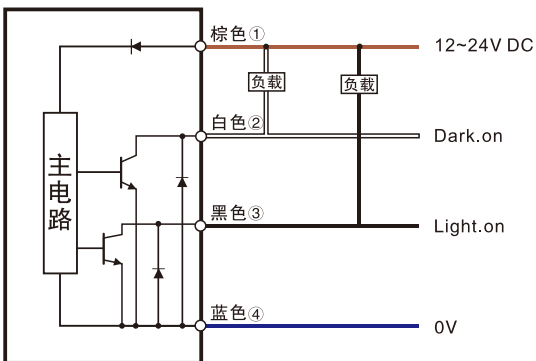 棕色①
12~24V DC
负载
负载
白色②
Dark.on
主电路
黑色③
Light.on
蓝色④
0V